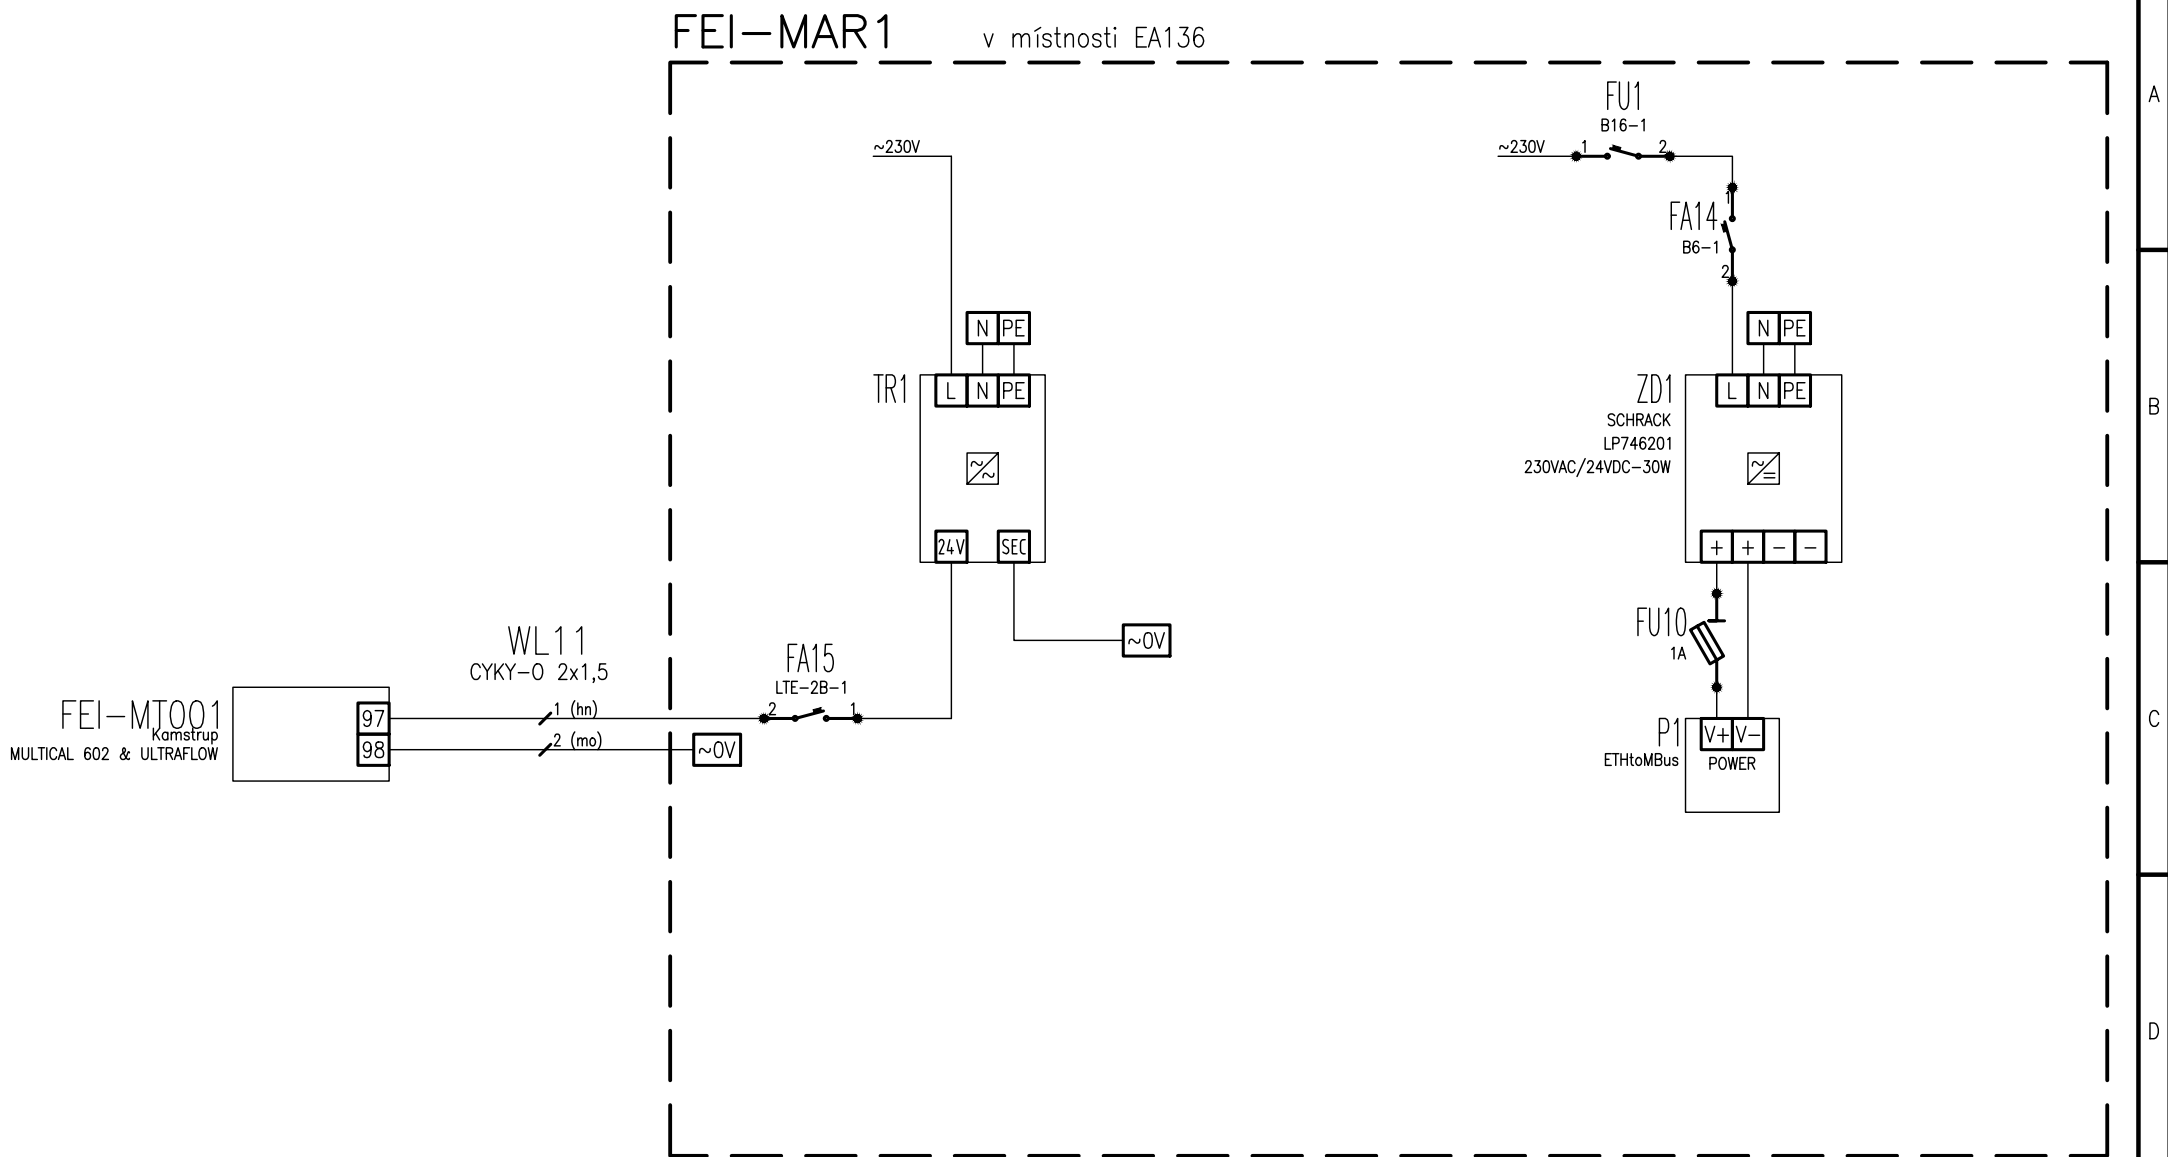 FEI-MAR1
v místnosti EA136
A
FU1
B16-1
~230V
~230V
1
2
1
FA14
B6-1
2
N PE
N PE
TR1
L N PE
ZD1
L N PE
B
SCHRACK
LP746201
230VAC/24VDC-30W
24V
SEC
+ + - -
WL11
CYKY-O 2x1,5
FA15
LTE-2B-1
~0V
FU10
1A
FEI-MT001
Kamstrup
MULTICAL 602 & ULTRAFLOW
97
98
1 (hn)
2 (mo)
2
1
~0V
P1
ETHtoMBus
V+ V-
POWER
C
D